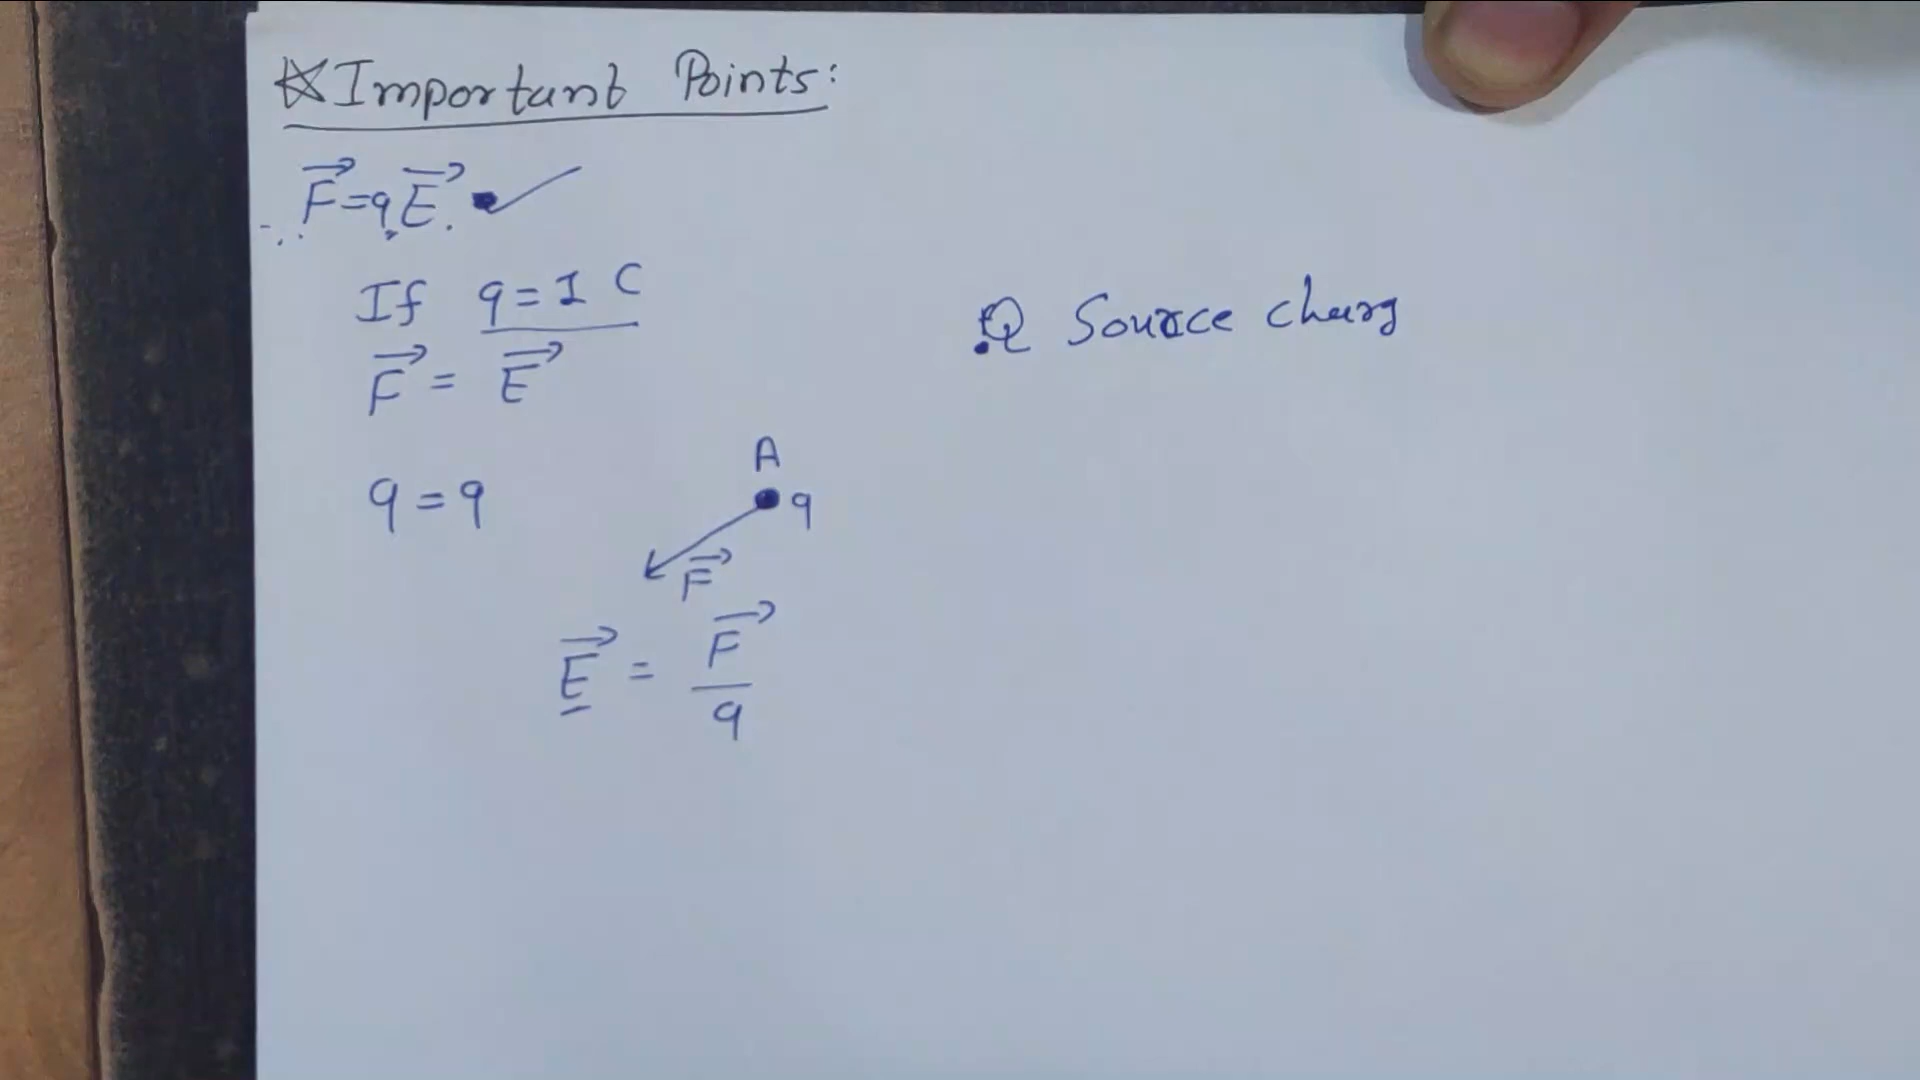 Important Points:
F⃗=qE⃗
If q=1 C
Q Source charg
F⃗ = E⃗
A
q=q
q
F⃗
E⃗ = F⃗/q